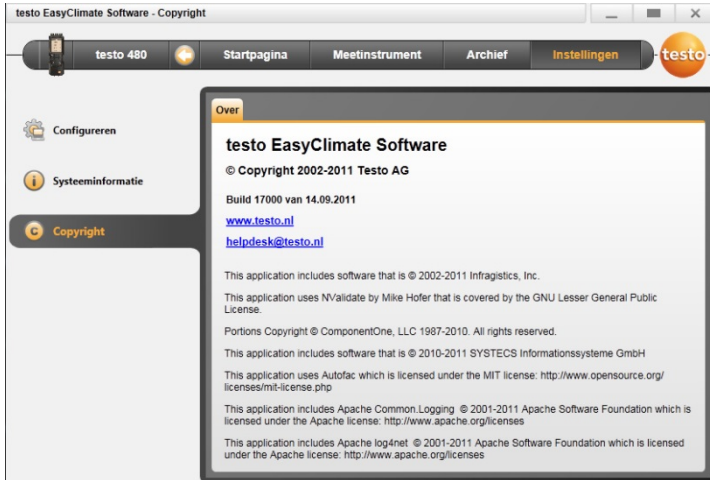 testo EasyClimate Software - Copyright
testo 480
Startpagina
Meetinstrument
Archief
Instellingen
testo
Configureren
Systeeminformatie
Copyright
Over
testo EasyClimate Software
© Copyright 2002-2011 Testo AG
Build 17000 van 14.09.2011
www.testo.nl
helpdesk@testo.nl
This application includes software that is © 2002-2011 Infragistics, Inc.
This application uses NValidate by Mike Hofer that is covered by the GNU Lesser General Public
License.
Portions Copyright © ComponentOne, LLC 1987-2010. All rights reserved.
This application includes software that is © 2010-2011 SYSTECS Informationssysteme GmbH
This application uses Autofac which is licensed under the MIT license: http://www.opensource.org/
licenses/mit-license.php
This application includes Apache Common.Logging © 2001-2011 Apache Software Foundation which is
licensed under the Apache license: http://www.apache.org/licenses
This application includes Apache log4net © 2001-2011 Apache Software Foundation which is licensed
under the Apache license: http://www.apache.org/licenses